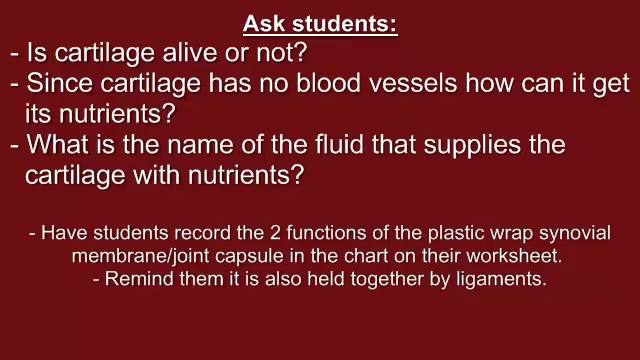 Ask students:
- Is cartilage alive or not?
- Since cartilage has no blood vessels how can it get
its nutrients?
- What is the name of the fluid that supplies the
cartilage with nutrients?
- Have students record the 2 functions of the plastic wrap synovial
membrane/joint capsule in the chart on their worksheet.
- Remind them it is also held together by ligaments.